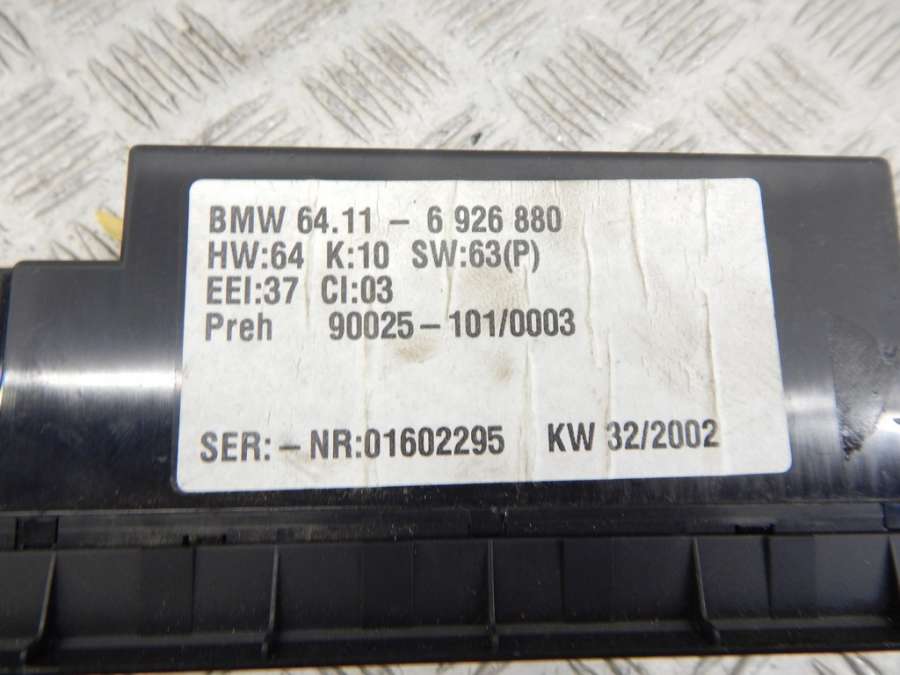 BMW 64.11 - 6 926 880
HW:64 K:10 SW:63(P)
EEI:37 CI:03
Preh 90025-101/0003
SER:-NR:01602295 KW 32/2002